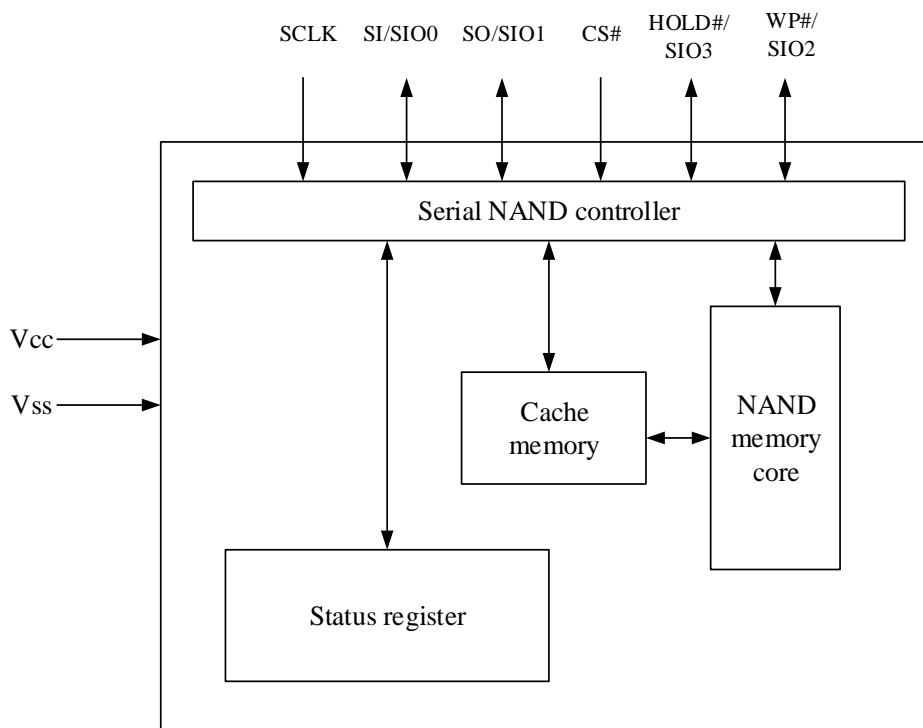 SCLK
SI/SIO0
SO/SIO1
CS#
HOLD#/
SIO3
WP#/
SIO2
Serial NAND controller
Vcc
Vss
Cache
memory
NAND
memory
core
Status register